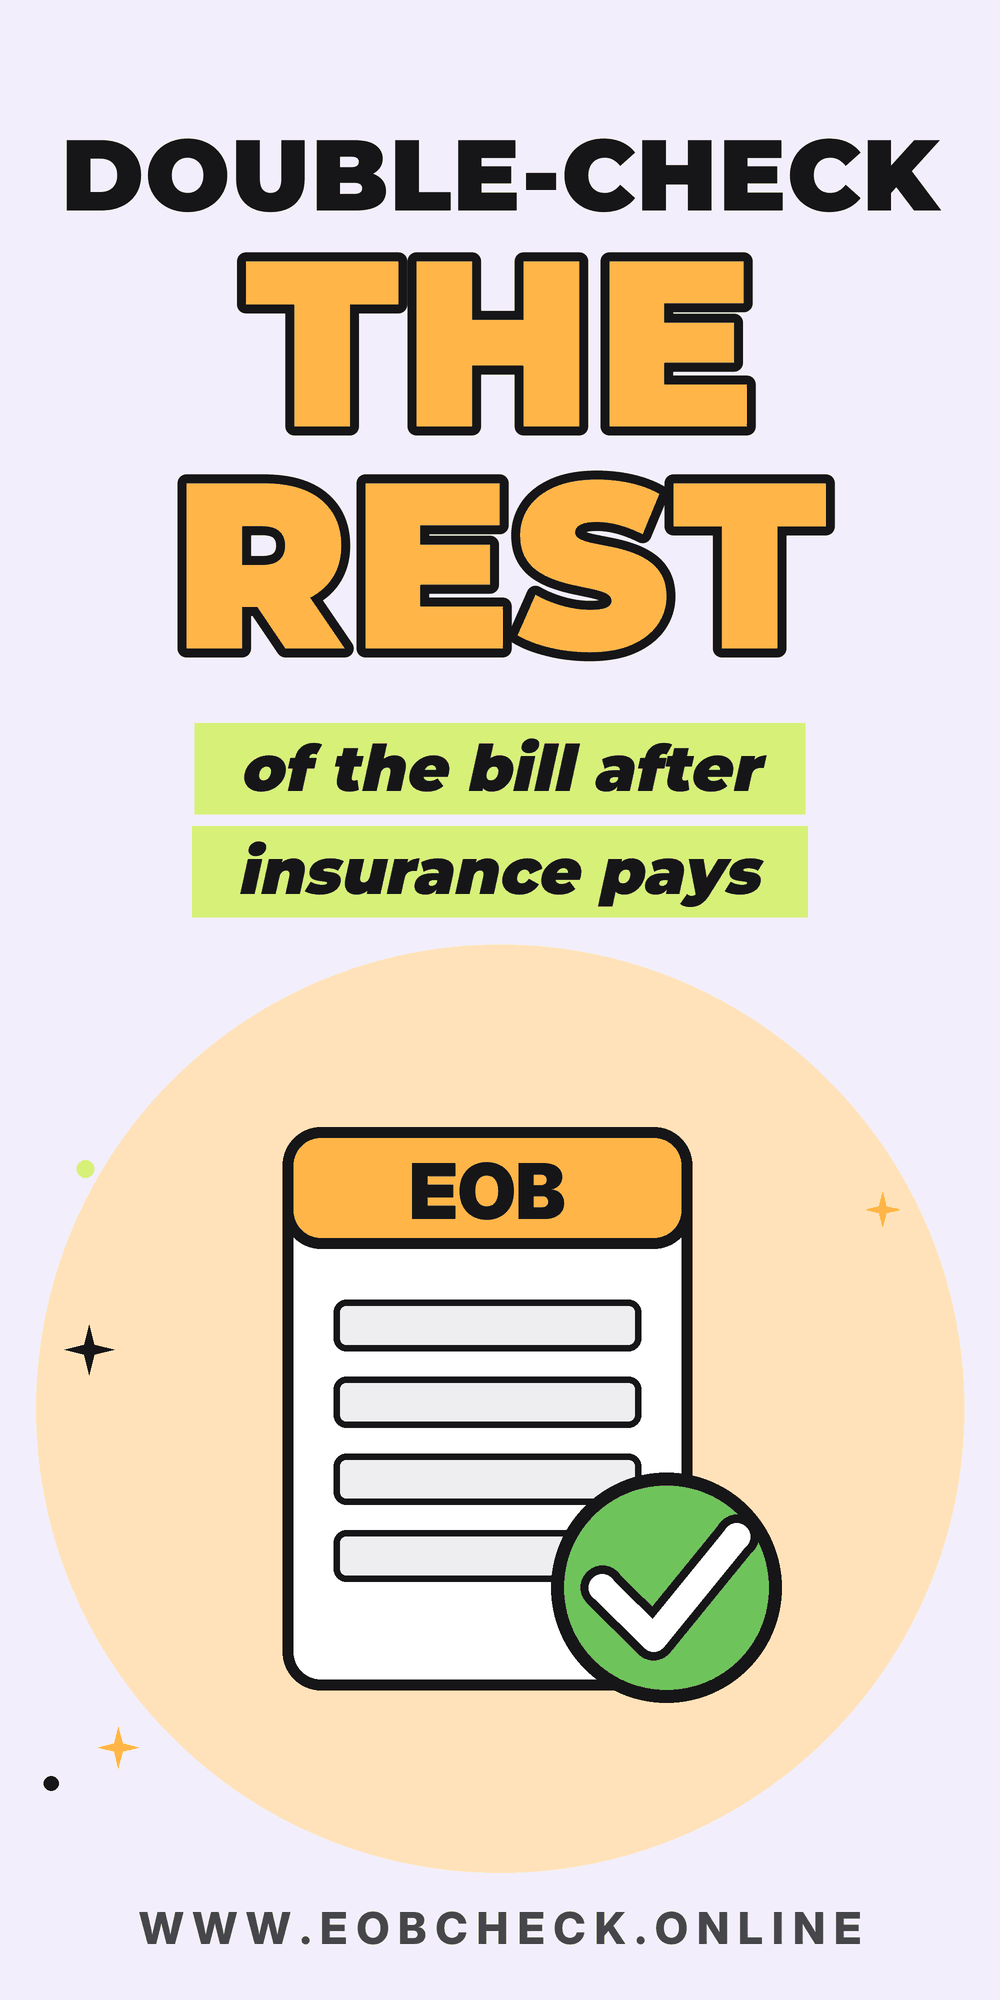 DOUBLE-CHECK
THE
REST
of the bill after
insurance pays
EOB
WWW.EOBCHECK.ONLINE